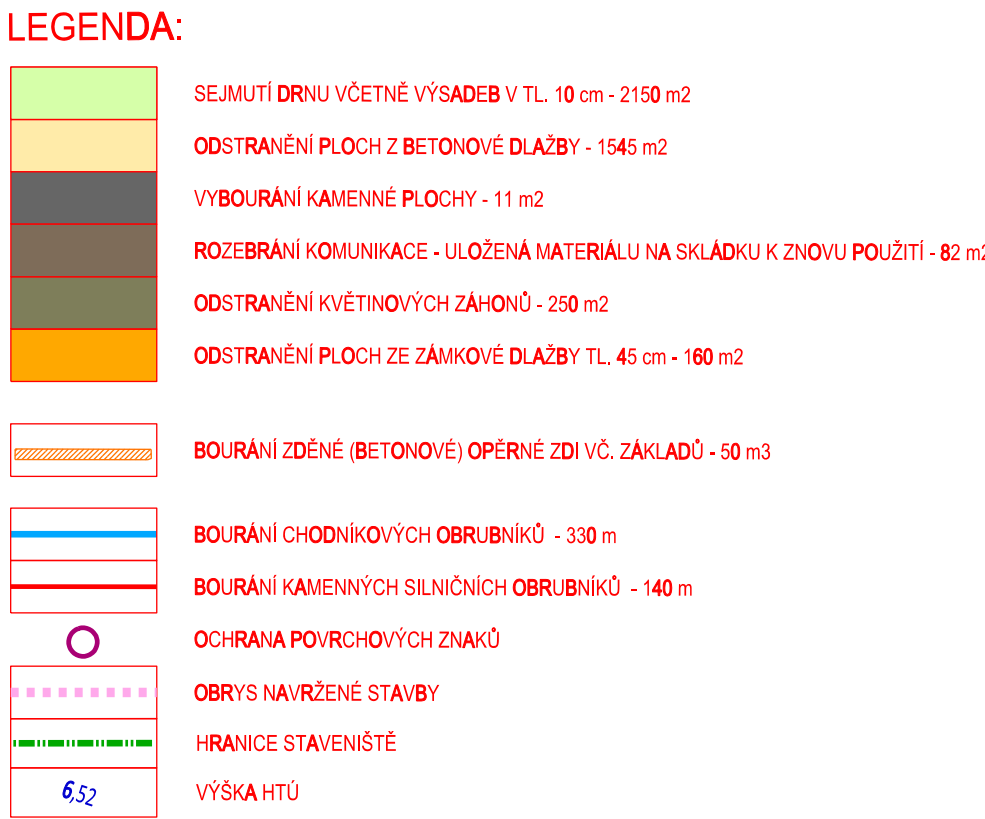 LEGENDA:
SEJMUTÍ DRNU VČETNĚ VÝSADEB V TL. 10 cm - 2150 m2
ODSTRANĚNÍ PLOCH Z BETONOVÉ DLAŽBY - 1545 m2
VYBOURÁNÍ KAMENNÉ PLOCHY - 11 m2
ROZEBRÁNÍ KOMUNIKACE - ULOŽENÁ MATERIÁLU NA SKLÁDKU K ZNOVU POUŽITÍ - 82 m2
ODSTRANĚNÍ KVĚTINOVÝCH ZÁHONŮ - 250 m2
ODSTRANĚNÍ PLOCH ZE ZÁMKOVÉ DLAŽBY TL. 45 cm - 160 m2
BOURÁNÍ ZDĚNÉ (BETONOVÉ) OPĚRNÉ ZDI VČ. ZÁKLADŮ - 50 m3
BOURÁNÍ CHODNÍKOVÝCH OBRUBNÍKŮ - 330 m
BOURÁNÍ KAMENNÝCH SILNIČNÍCH OBRUBNÍKŮ - 140 m
OCHRANA POVRCHOVÝCH ZNAKŮ
OBRYS NAVRŽENÉ STAVBY
HRANICE STAVENIŠTĚ
6,52 VÝŠKA HTÚ